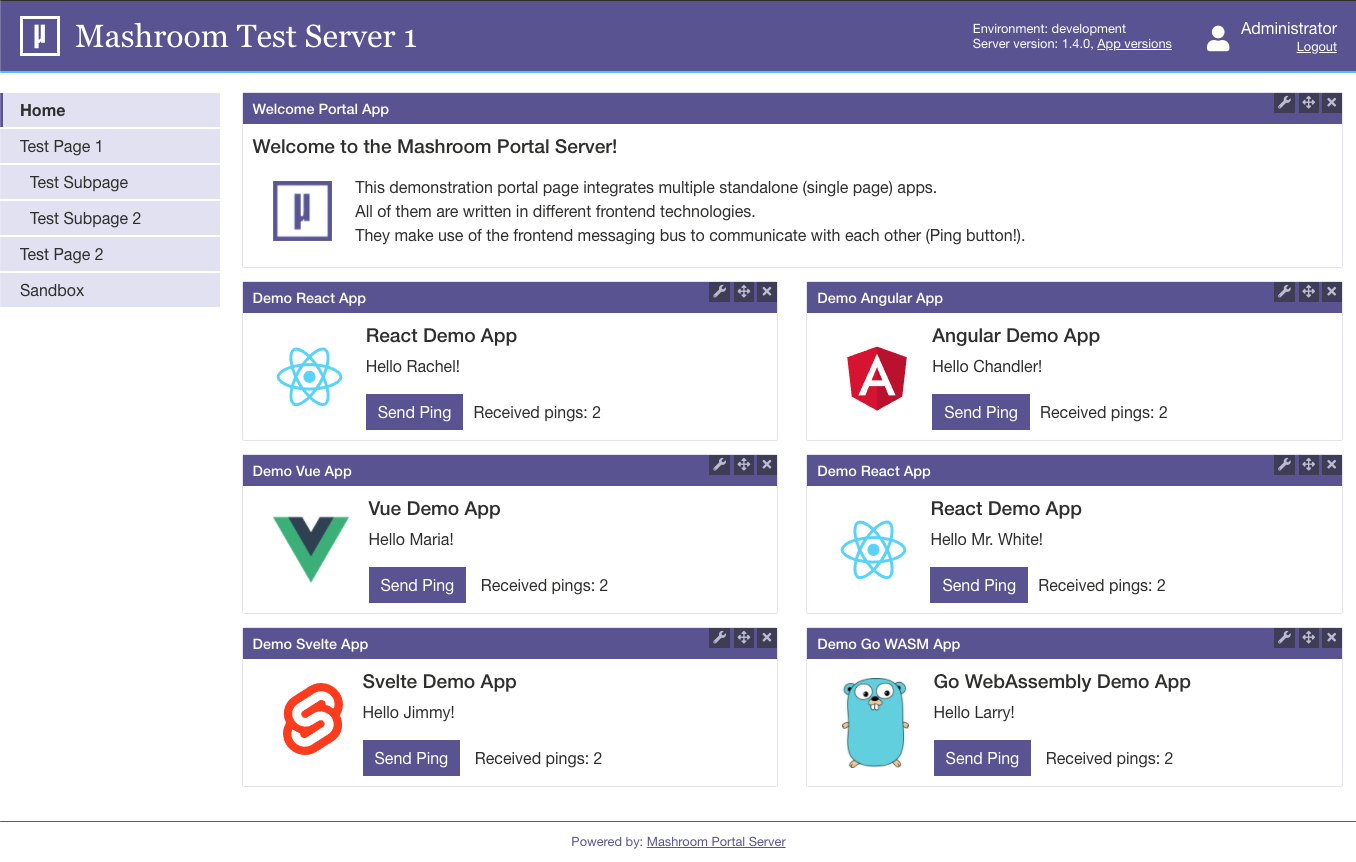 Mashroom Test Server 1
Environment: development
Server version: 1.4.0, App versions
Administrator
Logout
Home
Test Page 1
Test Subpage
Test Subpage 2
Test Page 2
Sandbox
Welcome Portal App
Welcome to the Mashroom Portal Server!
This demonstration portal page integrates multiple standalone (single page) apps.
All of them are written in different frontend technologies.
They make use of the frontend messaging bus to communicate with each other (Ping button!).
Demo React App
React Demo App
Hello Rachel!
Send Ping Received pings: 2
Demo Angular App
Angular Demo App
Hello Chandler!
Send Ping Received pings: 2
Demo Vue App
Vue Demo App
Hello Maria!
Send Ping Received pings: 2
Demo React App
React Demo App
Hello Mr. White!
Send Ping Received pings: 2
Demo Svelte App
Svelte Demo App
Hello Jimmy!
Send Ping Received pings: 2
Demo Go WASM App
Go WebAssembly Demo App
Hello Larry!
Send Ping Received pings: 2
Powered by: Mashroom Portal Server